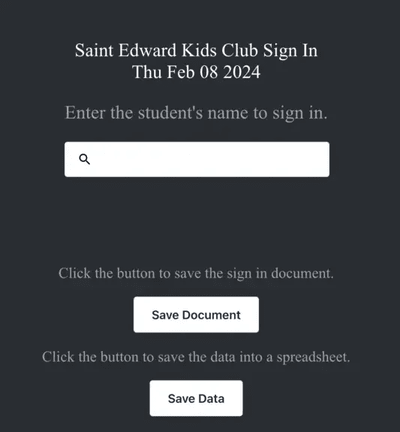 Saint Edward Kids Club Sign In
Thu Feb 08 2024
Enter the student's name to sign in.
Click the button to save the sign in document.
Save Document
Click the button to save the data into a spreadsheet.
Save Data